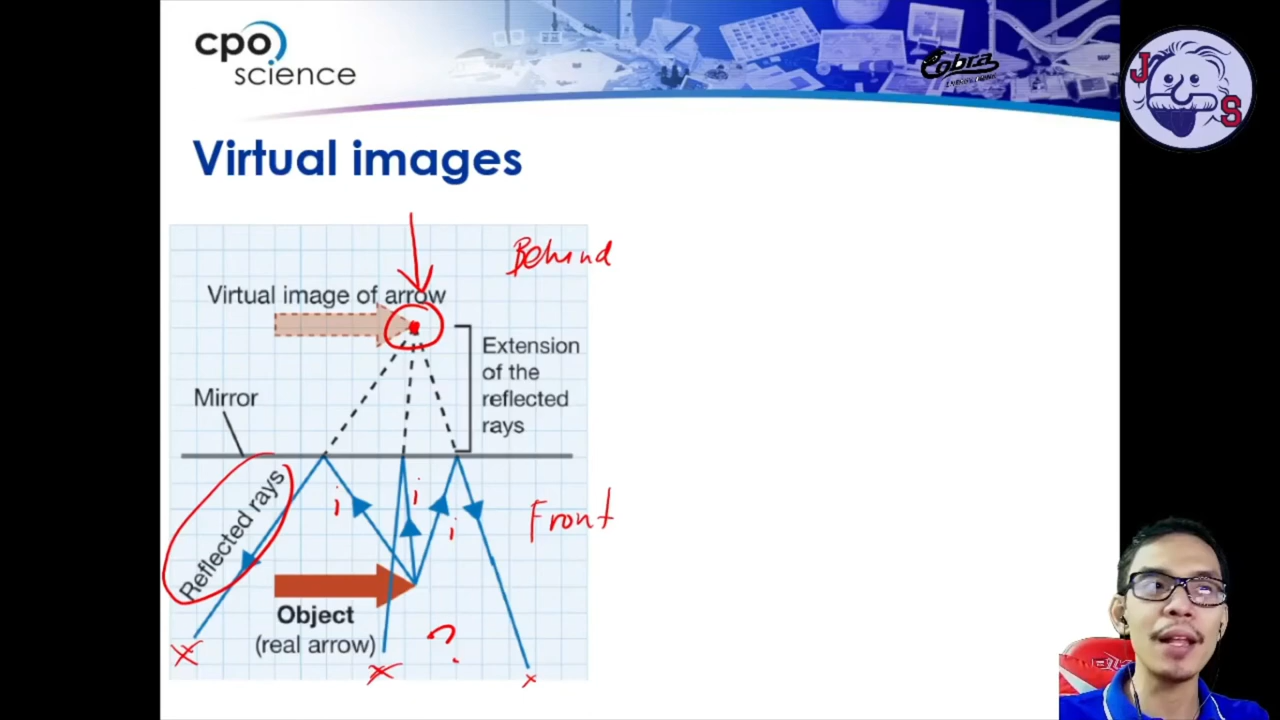 cpo
science
Cobra
J
S
Virtual images
Behind
Virtual image of arrow
Extension
of the
reflected
rays
Mirror
Reflected rays
i
i
i
Front
Object
(real arrow)
?
x
x
x